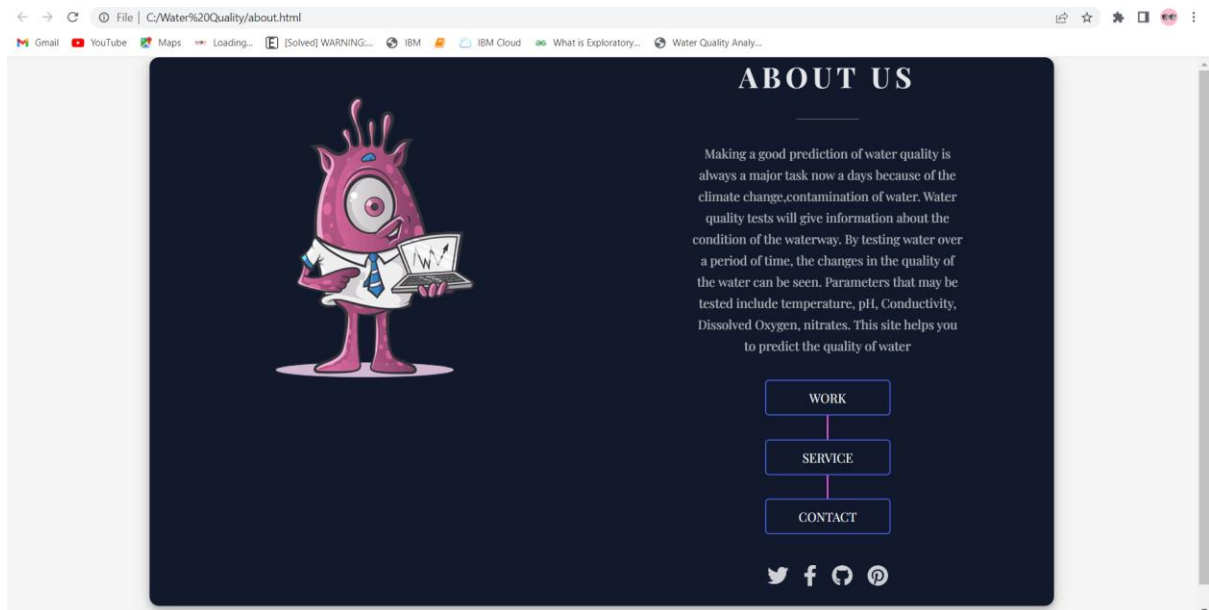 File | C:/Water%20Quality/about.html
Gmail YouTube Maps Loading... [Solved] WARNING:... IBM IBM Cloud What is Exploratory... Water Quality Analy...
ABOUT US
Making a good prediction of water quality is
always a major task now a days because of the
climate change,contamination of water. Water
quality tests will give information about the
condition of the waterway. By testing water over
a period of time, the changes in the quality of
the water can be seen. Parameters that may be
tested include temperature, pH, Conductivity,
Dissolved Oxygen, nitrates. This site helps you
to predict the quality of water
WORK
SERVICE
CONTACT